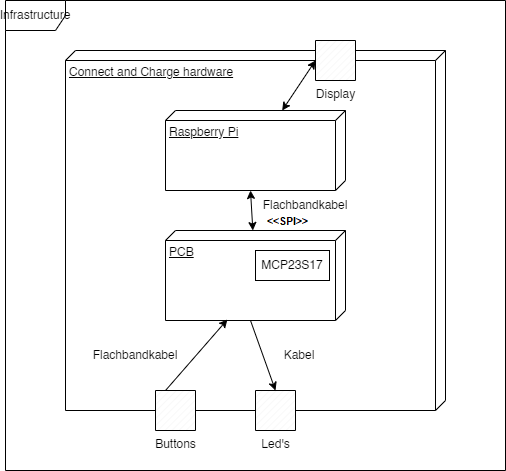 Infrastructure
Connect and Charge hardware
Display
Raspberry Pi
Flachbandkabel
<<SPI>>
PCB
MCP23S17
Flachbandkabel
Kabel
Buttons
Led's